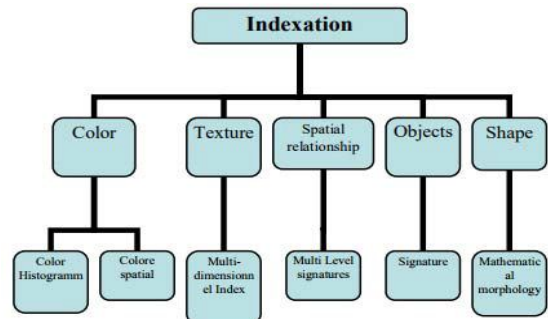 Indexation
Color
Texture
Spatial
relationship
Objects
Shape
Color
Histogramm
Colore
spatial
Multi-
dimensionn
el Index
Multi Level
signatures
Signature
Mathematic
al
morphology